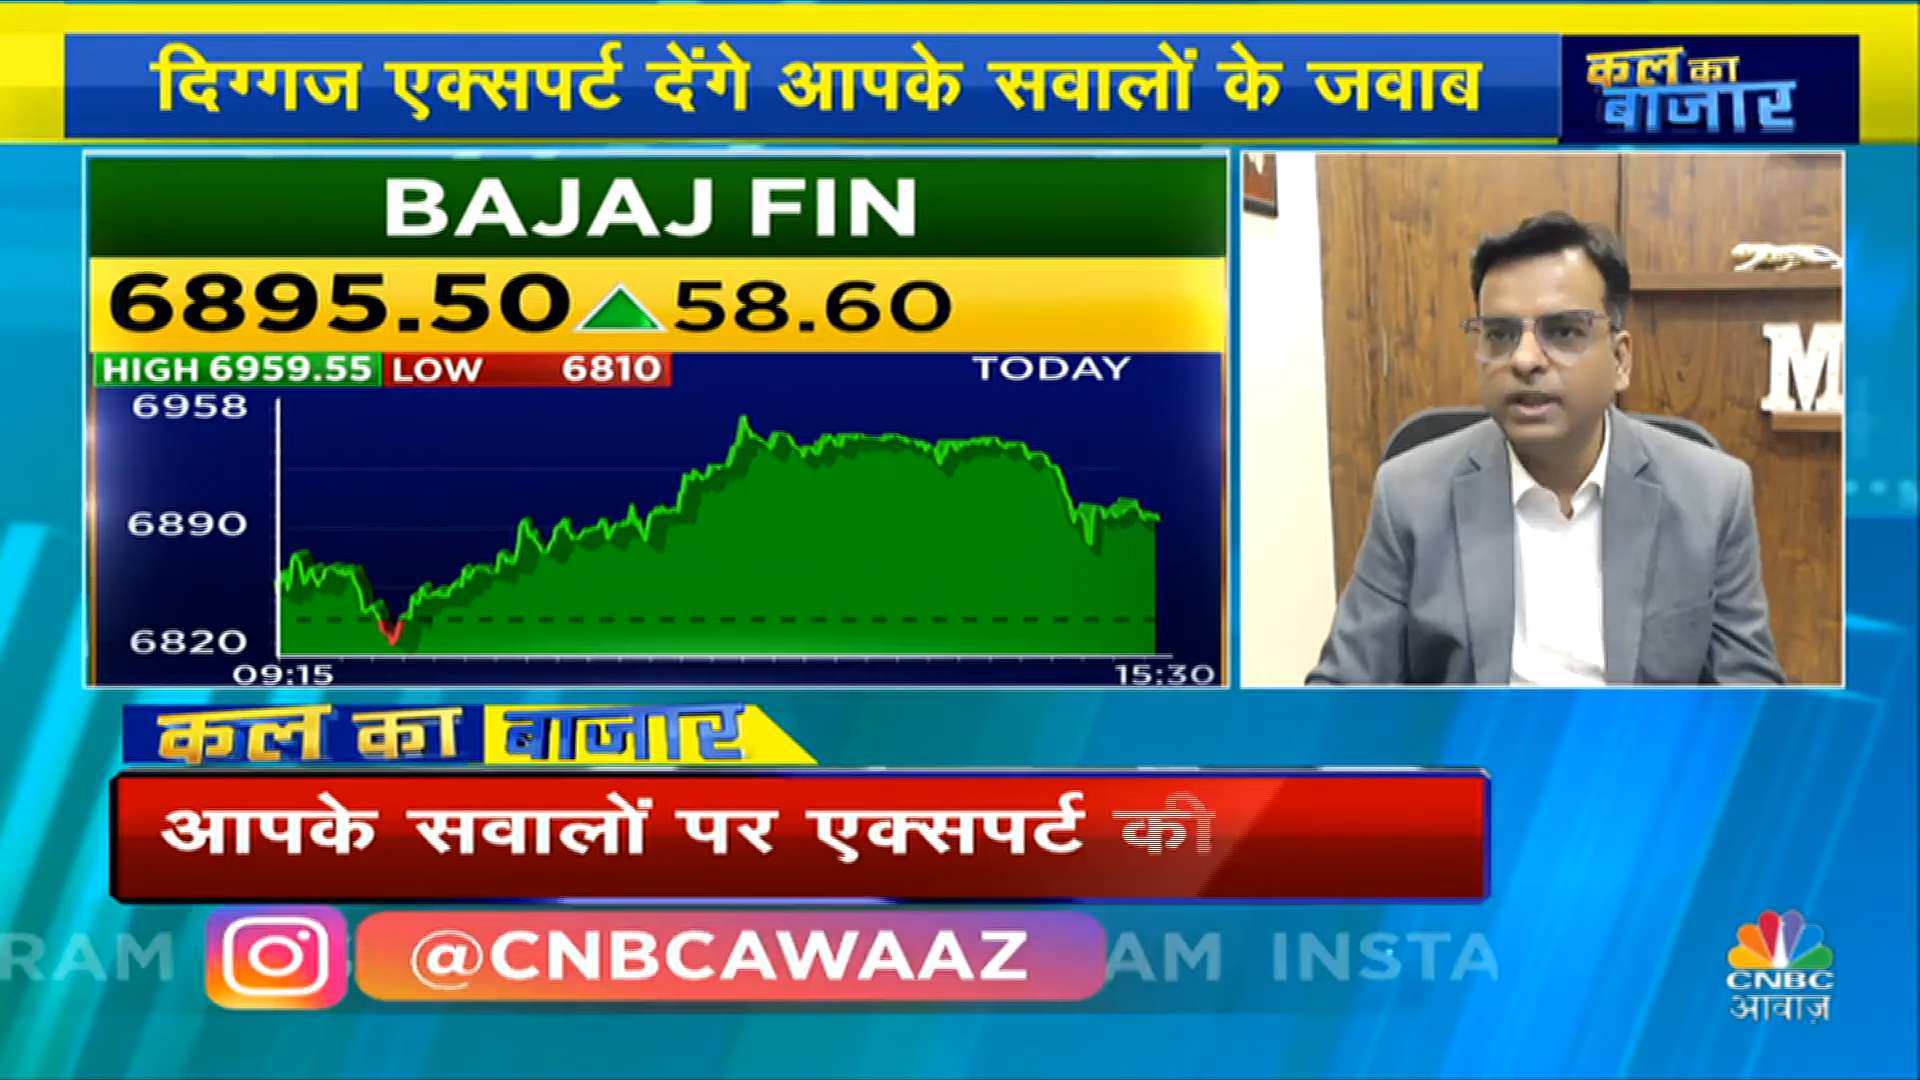 दिग्गज एक्सपर्ट देंगे आपके सवालों के जवाब
कल का
बाजार
BAJAJ FIN
6895.50 58.60
HIGH 6959.55 LOW 6810 TODAY
6958
6890
6820
09:15 15:30
M
कल का बाजार
आपके सवालों पर एक्सपर्ट की
RAM @CNBCAWAAZ AM INSTA
CNBC
आवाज़